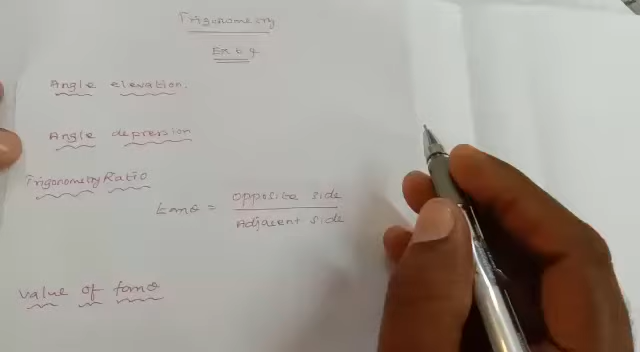 Trigonometry
Ex 6.4
Angle elevation.
Angle depression
Trigonometry Ratio
tanθ = opposite side / Adjacent side
value of tanθ